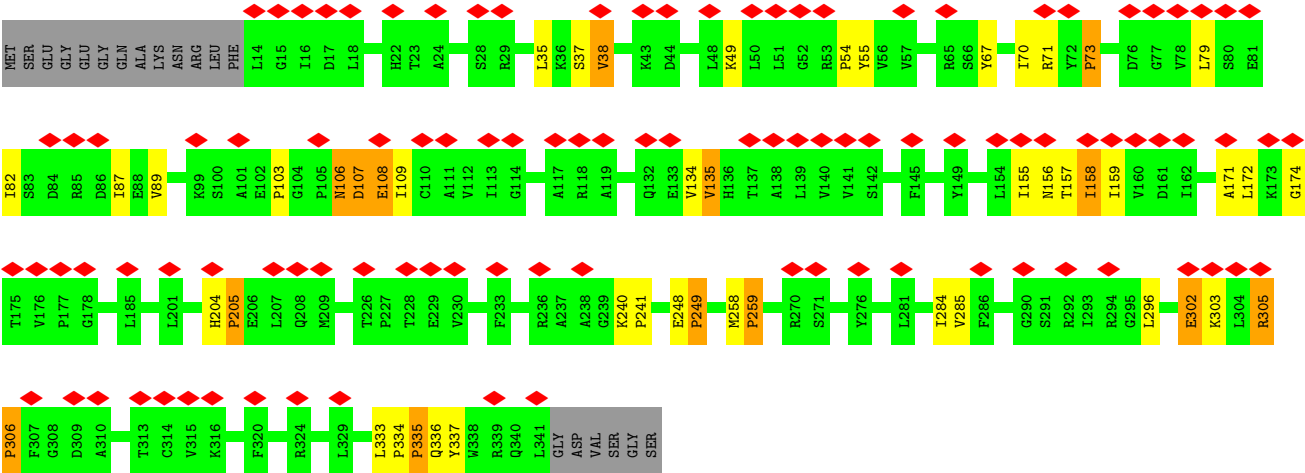 MET SER GLU GLY GLU GLY GLN ALA LYS ASN ARG LEU PHE L14 G15 I16 D17 L18 H22 T23 A24 S28 R29 L35 K36 S37 V38 K43 D44 L48 K49 L50 L51 G52 R53 P54 Y55 V56 V57 R65 S66 Y67 I70 R71 Y72 P73 D76 G77 V78 L79 S80 E81
I82 S83 D84 R85 D86 I87 E88 V89 K99 S100 A101 E102 P103 G104 P105 N106 D107 E108 I109 C110 A111 V112 I113 G114 A117 R118 A119 Q132 E133 V134 V135 H136 T137 A138 L139 V140 V141 S142 F145 Y149 L154 I155 N156 T157 I158 I159 V160 D161 I162 A171 L172 K173 G174
T175 V176 P177 G178 L185 L201 H204 P205 E206 L207 Q208 M209 T226 P227 T228 E229 V230 F233 R236 A237 A238 G239 K240 P241 E248 P249 M258 P259 R270 S271 Y276 L281 I284 V285 F286 G290 S291 R292 I293 R294 G295 L296 E302 K303 L304 R305
P306 F307 G308 D309 A310 T313 C314 V315 K316 F320 R324 L329 L333 P334 P335 Q336 Y337 W338 R339 Q340 L341 GLY ASP VAL SER GLY SER